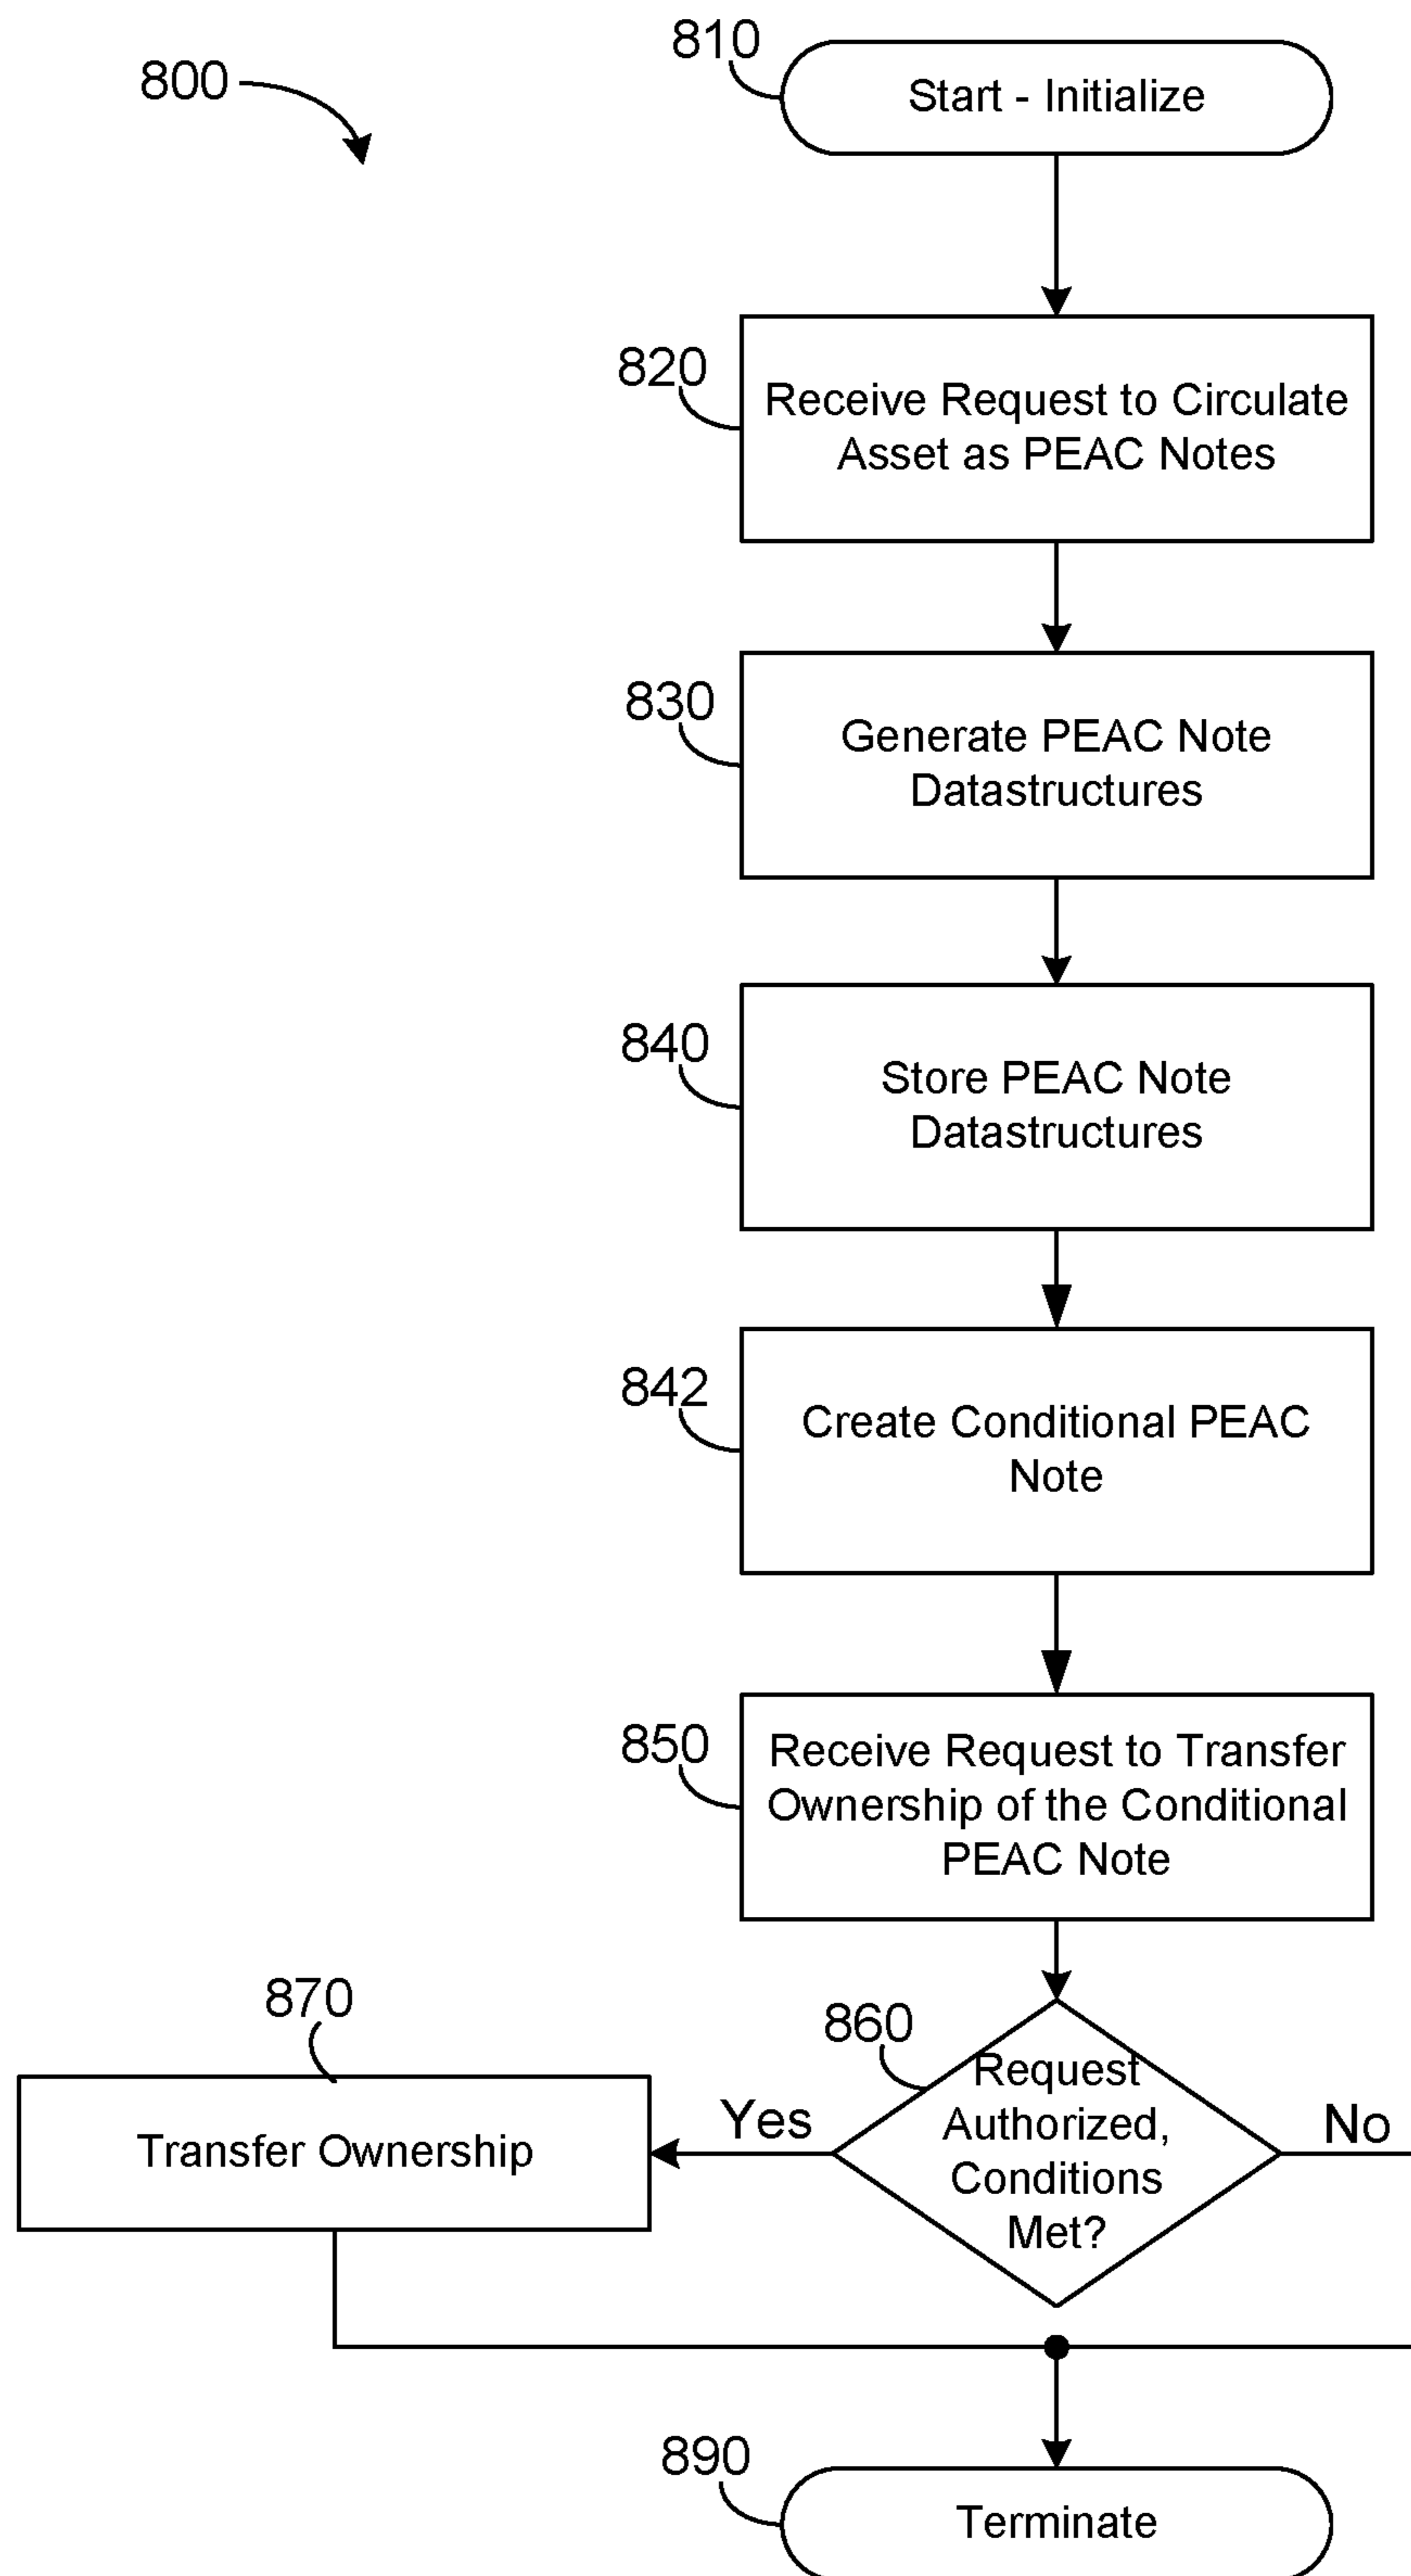 800
810
Start - Initialize
820
Receive Request to Circulate
Asset as PEAC Notes
830
Generate PEAC Note
Datastructures
840
Store PEAC Note
Datastructures
842
Create Conditional PEAC
Note
850
Receive Request to Transfer
Ownership of the Conditional
PEAC Note
860
Request
Authorized,
Conditions
Met?
Yes
No
870
Transfer Ownership
890
Terminate